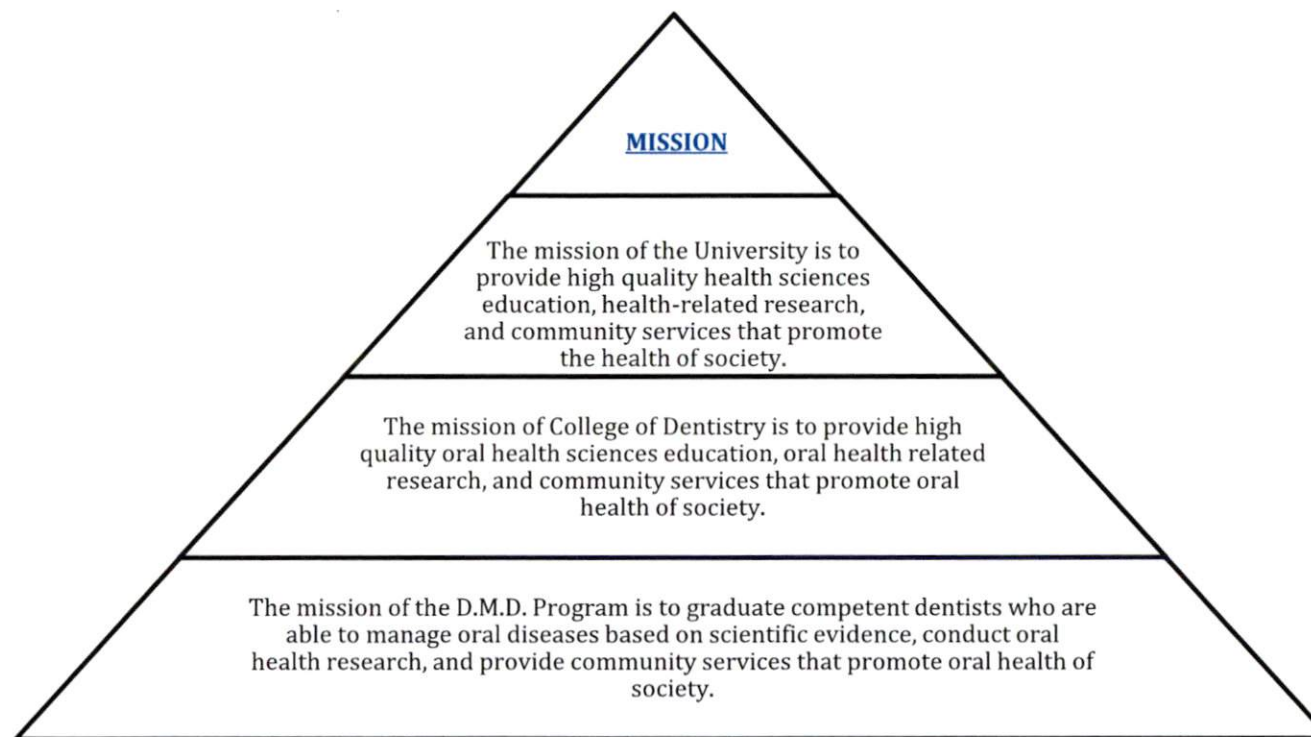 MISSION
The mission of the University is to
provide high quality health sciences
education, health-related research,
and community services that promote
the health of society.
The mission of College of Dentistry is to provide high
quality oral health sciences education, oral health related
research, and community services that promote oral
health of society.
The mission of the D.M.D. Program is to graduate competent dentists who are
able to manage oral diseases based on scientific evidence, conduct oral
health research, and provide community services that promote oral health of
society.